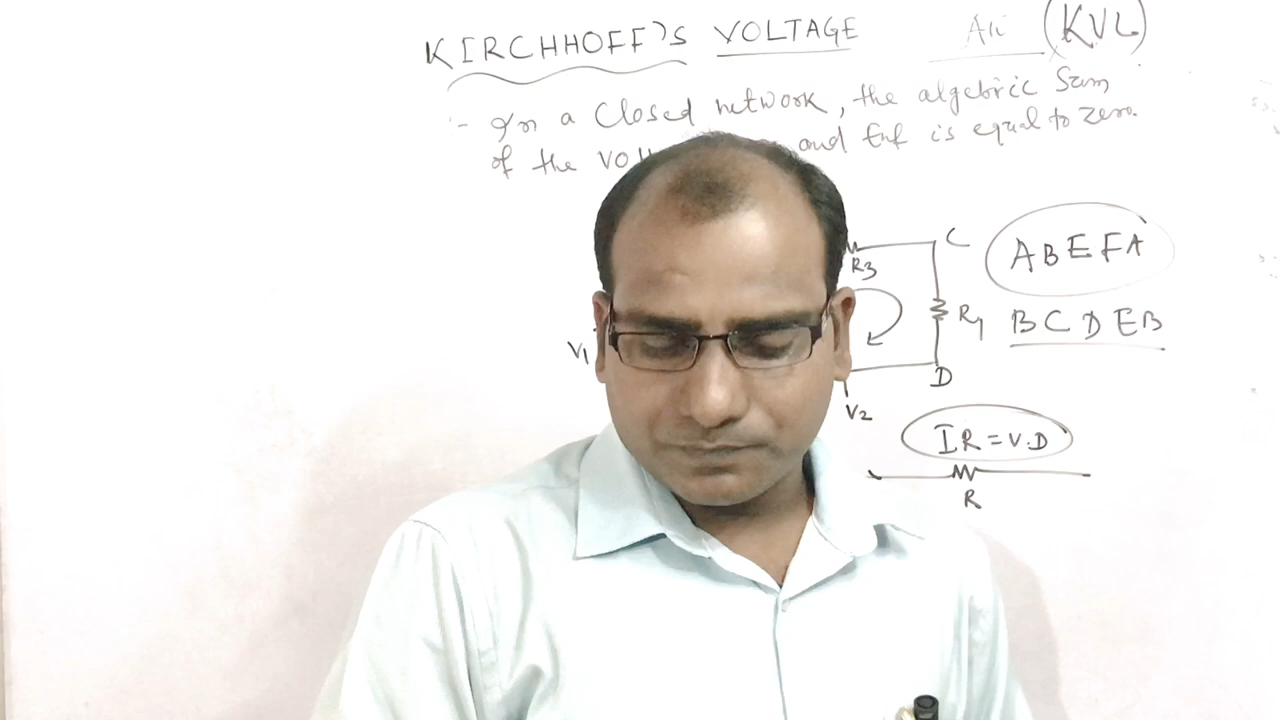 KIRCHHOFF'S VOLTAGE (KVL)
:- In a Closed network, the algebric Sum
of the and Emf is equal to zero.
C
R3
ABEFA
R4
BCDEB
V1
D
V2
IR = V.D
R